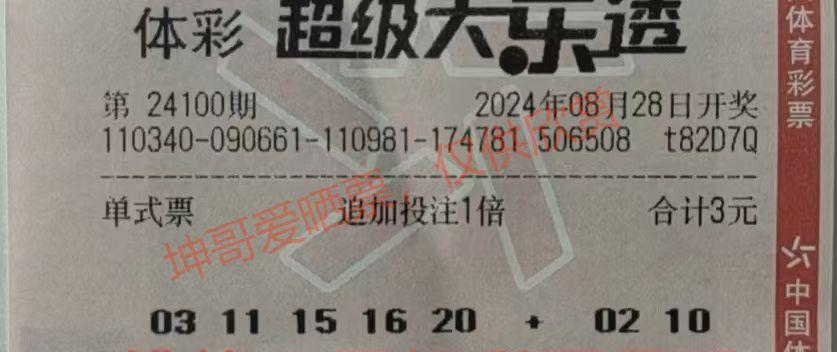 体彩 超级大乐透
第 24100期 2024年08月28日开奖
110340-090661-110981-174781 506508 t82D7Q
单式票 追加投注1倍 合计3元
坤哥爱晒票，仅供欣赏
03 11 15 16 20 + 02 10
体育彩票
中国体